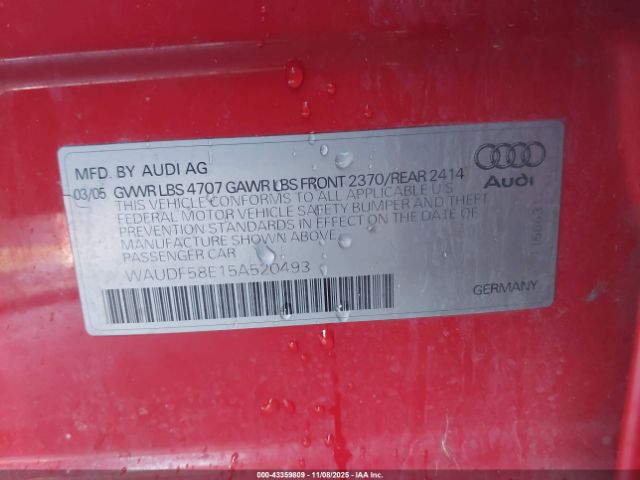 MFD. BY AUDI AG
03/05 GVWR LBS 4707 GAWR LBS FRONT 2370/REAR 2414
THIS VEHICLE CONFORMS TO ALL APPLICABLE U.S
FEDERAL MOTOR VEHICLE SAFETY BUMPER AND THEFT
PREVENTION STANDARDS IN EFFECT ON THE DATE OF
MANUFACTURE SHOWN ABOVE.
PASSENGER CAR
WAUDF58E15A520493
Audi
GERMANY
000-43359809 11/08/2025 IAAI.COM